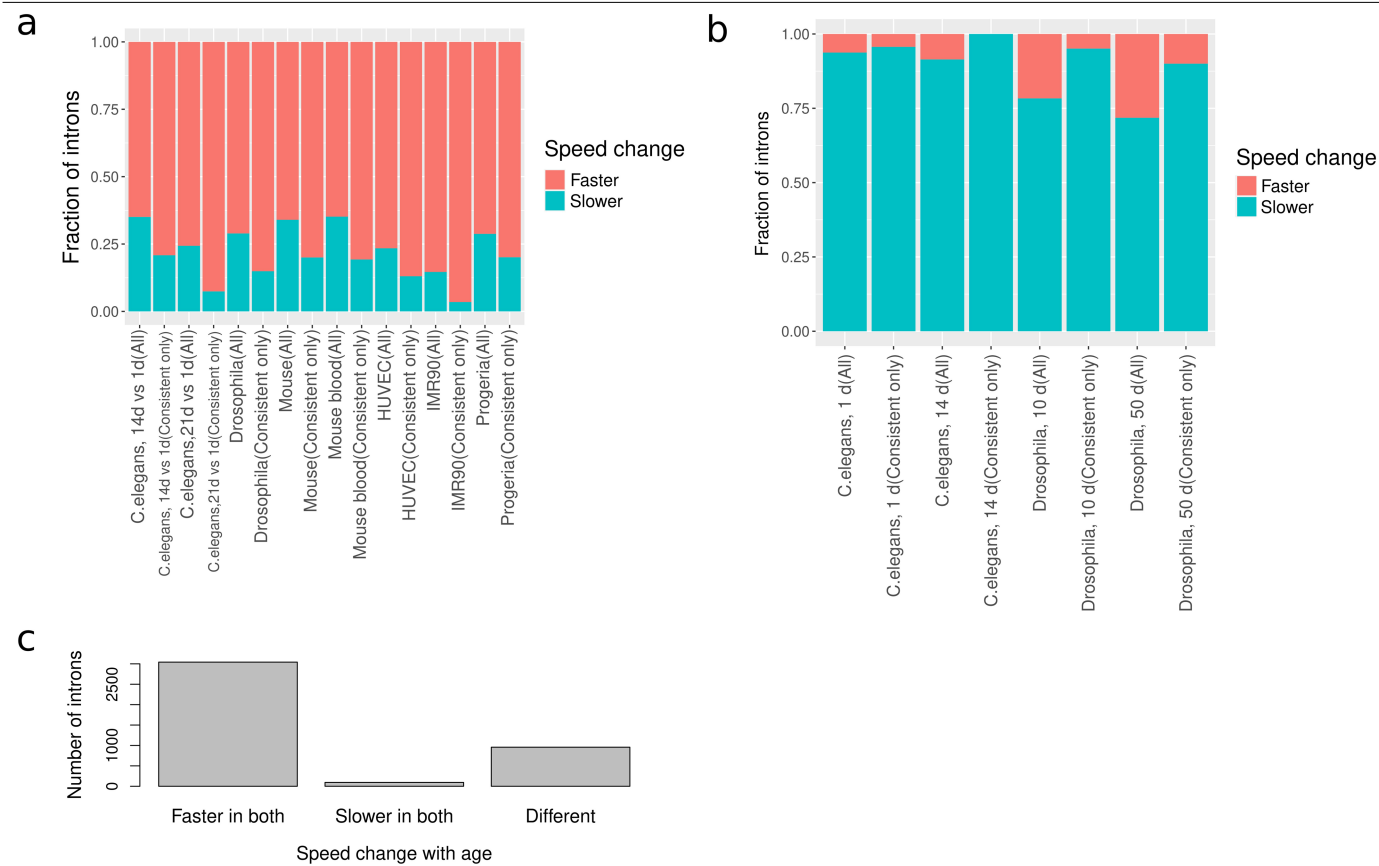 a
1.00
0.75
0.50
0.25
0.00
Fraction of introns
C.elegans, 14d vs 1d(All)
C.elegans, 14d vs 1d(Consistent only)
C.elegans,21d vs 1d(All)
C.elegans,21d vs 1d(Consistent only)
Drosophila(All)
Drosophila(Consistent only)
Mouse(All)
Mouse(Consistent only)
Mouse blood(All)
Mouse blood(Consistent only)
HUVEC(All)
HUVEC(Consistent only)
IMR90(All)
IMR90(Consistent only)
Progeria(All)
Progeria(Consistent only)
Speed change
Faster
Slower
b
1.00
0.75
0.50
0.25
0.00
Fraction of introns
C.elegans, 1 d(All)
C.elegans, 1 d(Consistent only)
C.elegans, 14 d(All)
C.elegans, 14 d(Consistent only)
Drosophila, 10 d(All)
Drosophila, 10 d(Consistent only)
Drosophila, 50 d(All)
Drosophila, 50 d(Consistent only)
Speed change
Faster
Slower
c
Number of introns
2500
1000
0
Faster in both
Slower in both
Different
Speed change with age